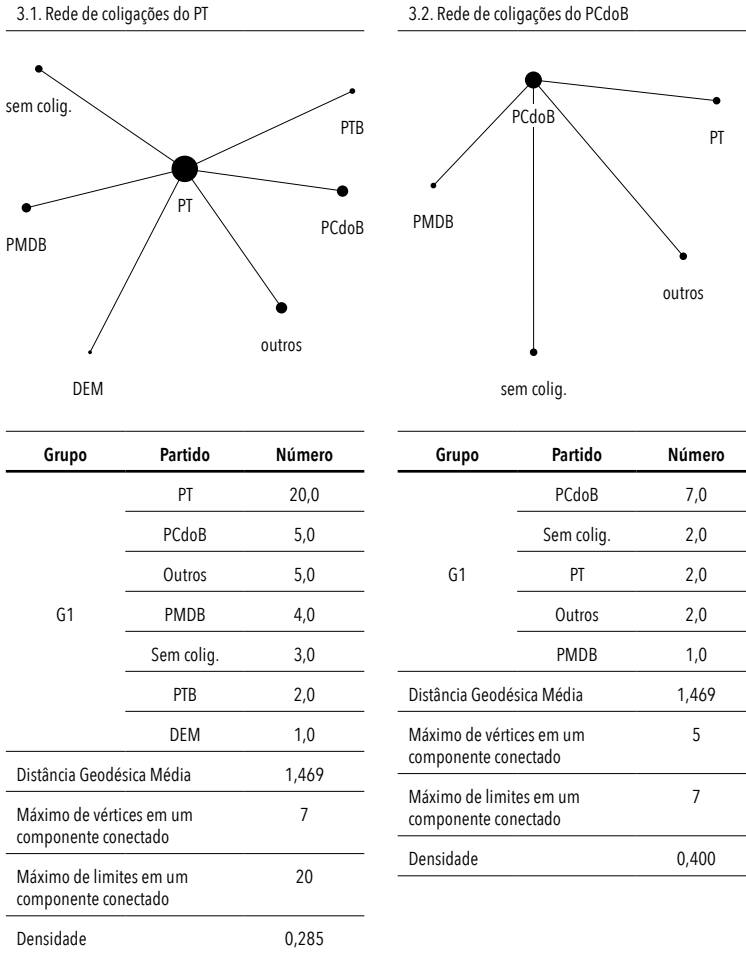 3.1. Rede de coligações do PT
sem colig.
PTB
PT
PCdoB
PMDB
outros
DEM
Grupo Partido Número
G1
PT 20,0
PCdoB 5,0
Outros 5,0
PMDB 4,0
Sem colig. 3,0
PTB 2,0
DEM 1,0
Distância Geodésica Média 1,469
Máximo de vértices em um 7
componente conectado
Máximo de limites em um 20
componente conectado
Densidade 0,285
3.2. Rede de coligações do PCdoB
PCdoB
PT
PMDB
outros
sem colig.
Grupo Partido Número
G1
PCdoB 7,0
Sem colig. 2,0
PT 2,0
Outros 2,0
PMDB 1,0
Distância Geodésica Média 1,469
Máximo de vértices em um 5
componente conectado
Máximo de limites em um 7
componente conectado
Densidade 0,400